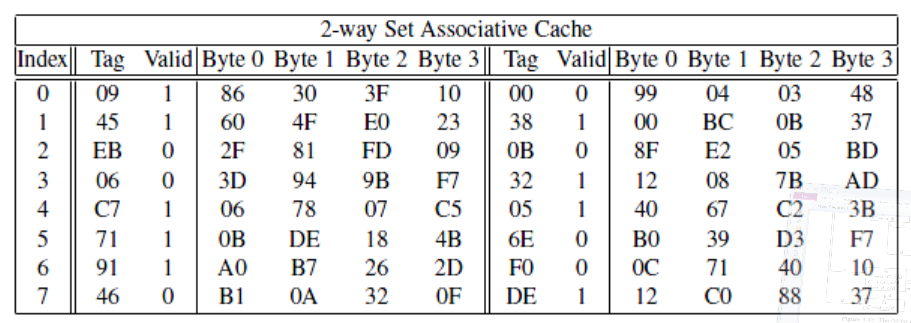 2-way Set Associative Cache
Index Tag Valid Byte 0 Byte 1 Byte 2 Byte 3 Tag Valid Byte 0 Byte 1 Byte 2 Byte 3
0 09 1 86 30 3F 10 00 0 99 04 03 48
1 45 1 60 4F E0 23 38 1 00 BC 0B 37
2 EB 0 2F 81 FD 09 0B 0 8F E2 05 BD
3 06 0 3D 94 9B F7 32 1 12 08 7B AD
4 C7 1 06 78 07 C5 05 1 40 67 C2 3B
5 71 1 0B DE 18 4B 6E 0 B0 39 D3 F7
6 91 1 A0 B7 26 2D F0 0 0C 71 40 10
7 46 0 B1 0A 32 0F DE 1 12 C0 88 37